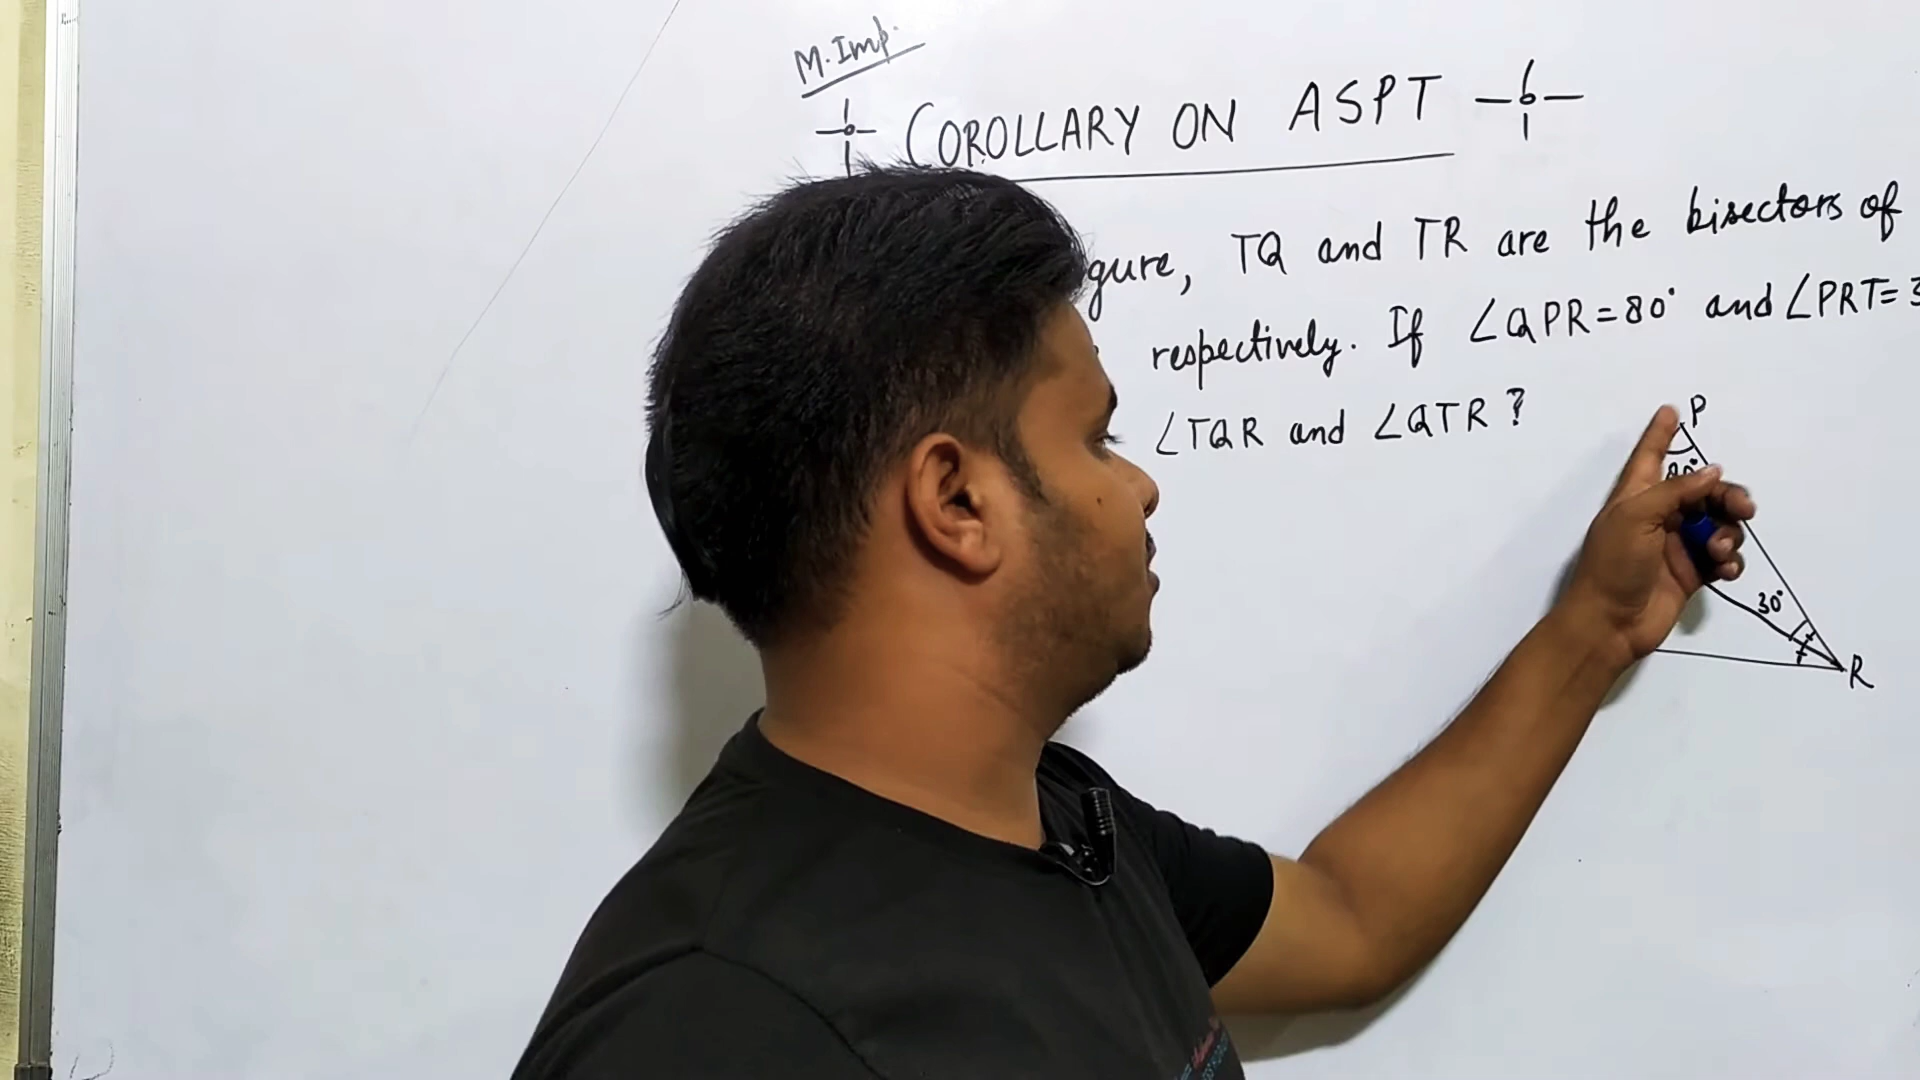 M. Imp.
COROLLARY ON ASPT
gure, TQ and TR are the bisectors of
respectively. If ∠QPR=80° and ∠PRT=3
∠TQR and ∠QTR ?
P
80°
30°
R